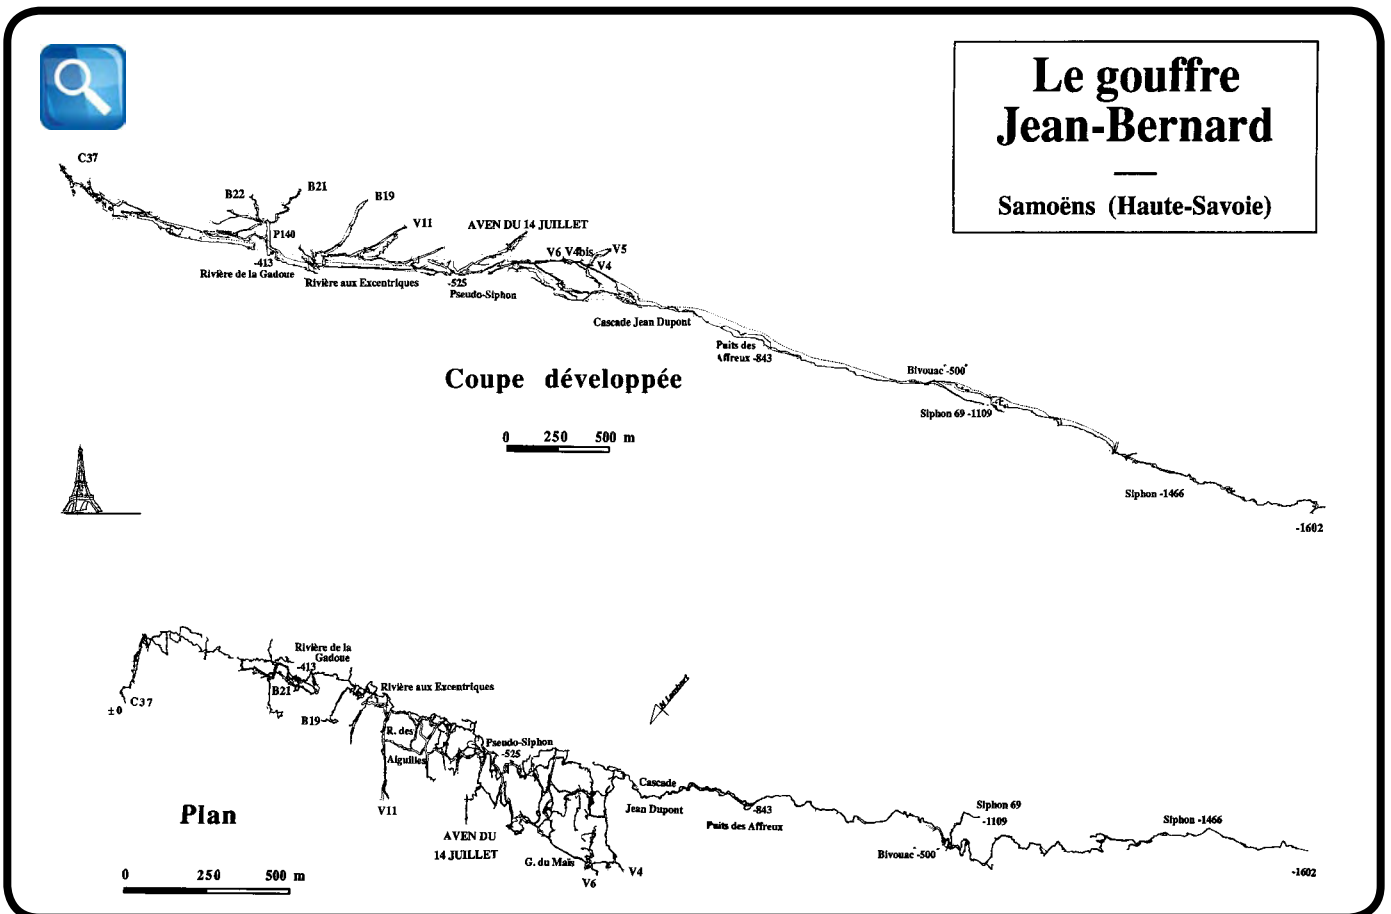 Le gouffre
Jean-Bernard
Samoëns (Haute-Savoie)
C37
B22
B21
B19
P140
V11
AVEN DU 14 JUILLET
V6 V4bis V5
V4
-413
Rivière de la Gadoue
Rivière aux Excentriques
-525
Pseudo-Siphon
Cascade Jean Dupont
Puits des
Affreux -843
Bivouac "-500"
Siphon 69 -1109
Siphon -1466
-1602
Coupe développée
0 250 500 m
Rivière de la
Gadoue
-413
C37
±0
B21
B19
Rivière aux Excentriques
R. des
Aiguilles
Pseudo-Siphon
-525
V11
AVEN DU
14 JUILLET
G. du Maïs
V6
V4
Cascade
Jean Dupont
-843
Puits des Affreux
Siphon 69
-1109
Bivouac "-500"
Siphon -1466
-1602
Plan
0 250 500 m